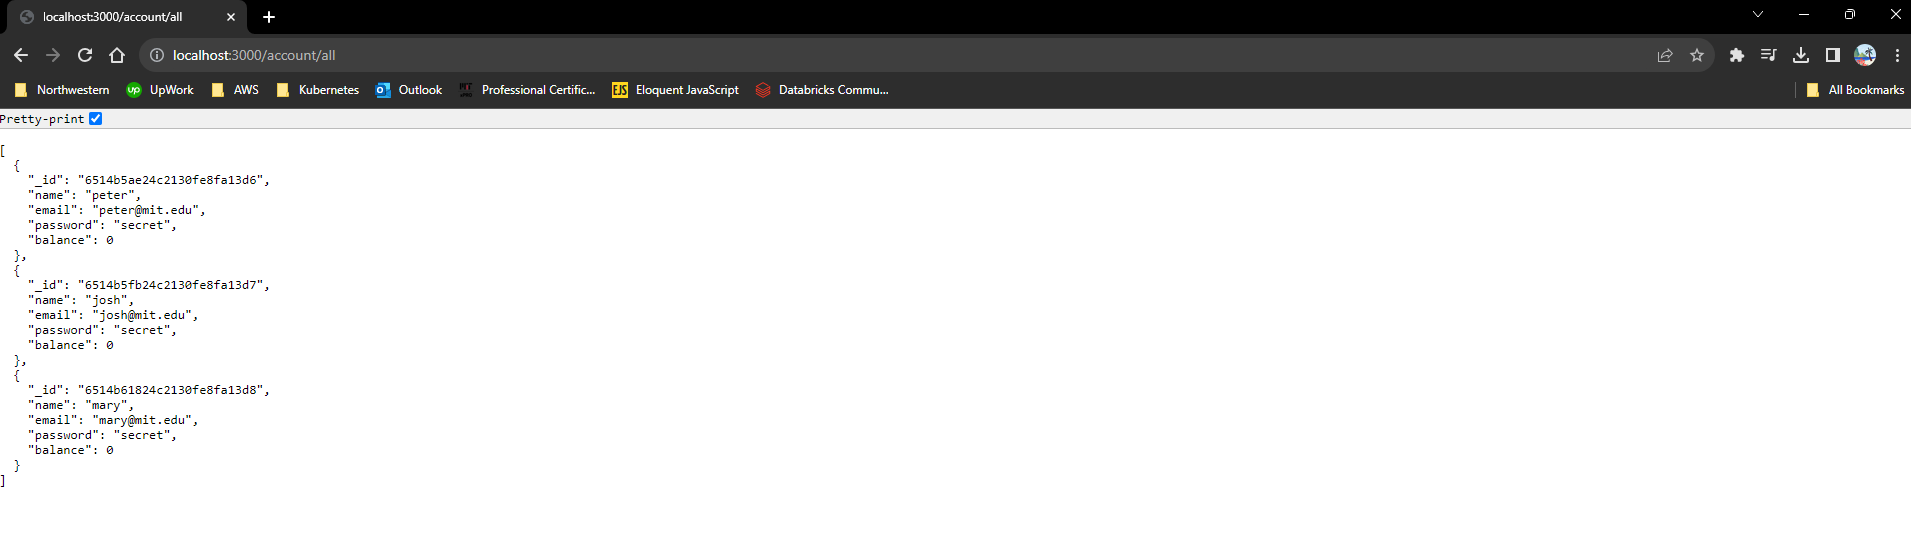 localhost:3000/account/all
localhost:3000/account/all
Northwestern UpWork AWS Kubernetes Outlook Professional Certific... EJS Eloquent JavaScript Databricks Commu... All Bookmarks
Pretty-print
[
  {
    "_id": "6514b5ae24c2130fe8fa13d6",
    "name": "peter",
    "email": "peter@mit.edu",
    "password": "secret",
    "balance": 0
  },
  {
    "_id": "6514b5fb24c2130fe8fa13d7",
    "name": "josh",
    "email": "josh@mit.edu",
    "password": "secret",
    "balance": 0
  },
  {
    "_id": "6514b61824c2130fe8fa13d8",
    "name": "mary",
    "email": "mary@mit.edu",
    "password": "secret",
    "balance": 0
  }
]